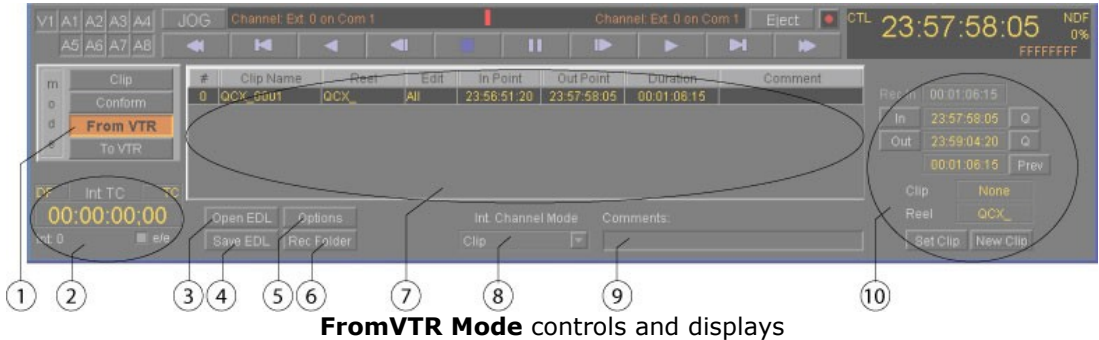 V1 A1 A2 A3 A4 JOG Channel: Ext. 0 on Com 1 Channel: Ext. 0 on Com 1 Eject CTL 23:57:58:05 NDF
A5 A6 A7 A8 0%
FFFFFFFF
mode
Clip
Conform
From VTR
To VTR
# Clip Name Reel Edit In Point Out Point Duration Comment
0 QCX_0001 QCX_ All 23:56:51:20 23:57:58:05 00:01:06:15
Rec In 00:01:06:15
In 23:57:58:05 Q
Out 23:59:04:20 Q
00:01:06:15 Prev
Clip None
Reel QCX_
Set Clip New Clip
DF Int TC TC
00:00:00;00
Int: 0 e/e
Open EDL Options Int. Channel Mode Comments:
Save EDL Rec Folder Clip
1 2 3 4 5 6 7 8 9 10
FromVTR Mode controls and displays